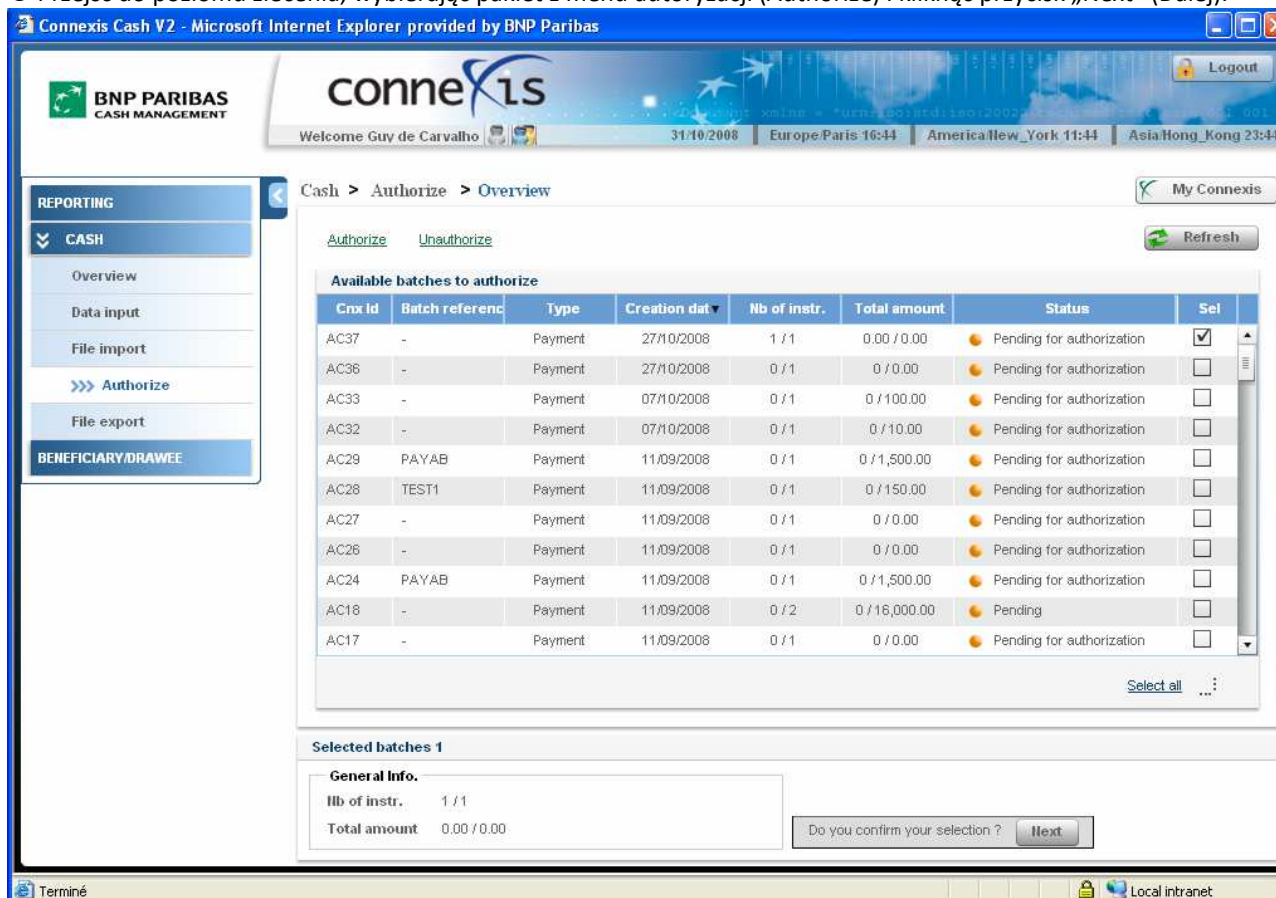 Przejść do poziomu zlecenia, wybierając pakiet z menu autoryzacji (Authorize) i kliknąć przycisk „Next" (Dalej).
Connexis Cash V2 - Microsoft Internet Explorer provided by BNP Paribas
BNP PARIBAS
CASH MANAGEMENT
connexis
Logout
Welcome Guy de Carvalho
31/10/2008 Europe/Paris 16:44 America/New_York 11:44 Asia/Hong_Kong 23:44
REPORTING
CASH
Overview
Data input
File import
>>> Authorize
File export
BENEFICIARY/DRAWEE
Cash > Authorize > Overview
My Connexis
Authorize Unauthorize
Refresh
Available batches to authorize
Cnx Id Batch referenc Type Creation dat Nb of instr. Total amount Status Sel
AC37 - Payment 27/10/2008 1 / 1 0.00 / 0.00 Pending for authorization
AC36 - Payment 27/10/2008 0 / 1 0 / 0.00 Pending for authorization
AC33 - Payment 07/10/2008 0 / 1 0 / 100.00 Pending for authorization
AC32 - Payment 07/10/2008 0 / 1 0 / 10.00 Pending for authorization
AC29 PAYAB Payment 11/09/2008 0 / 1 0 / 1,500.00 Pending for authorization
AC28 TEST1 Payment 11/09/2008 0 / 1 0 / 150.00 Pending for authorization
AC27 - Payment 11/09/2008 0 / 1 0 / 0.00 Pending for authorization
AC26 - Payment 11/09/2008 0 / 1 0 / 0.00 Pending for authorization
AC24 PAYAB Payment 11/09/2008 0 / 1 0 / 1,500.00 Pending for authorization
AC18 - Payment 11/09/2008 0 / 2 0 / 16,000.00 Pending
AC17 - Payment 11/09/2008 0 / 1 0 / 0.00 Pending for authorization
Select all
Selected batches 1
General Info.
Nb of instr. 1 / 1
Total amount 0.00 / 0.00
Do you confirm your selection ? Next
Terminé
Local intranet